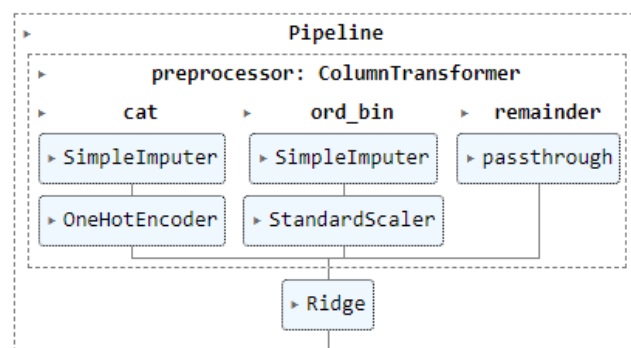 Pipeline
preprocessor: ColumnTransformer
cat ord_bin remainder
SimpleImputer SimpleImputer passthrough
OneHotEncoder StandardScaler
Ridge